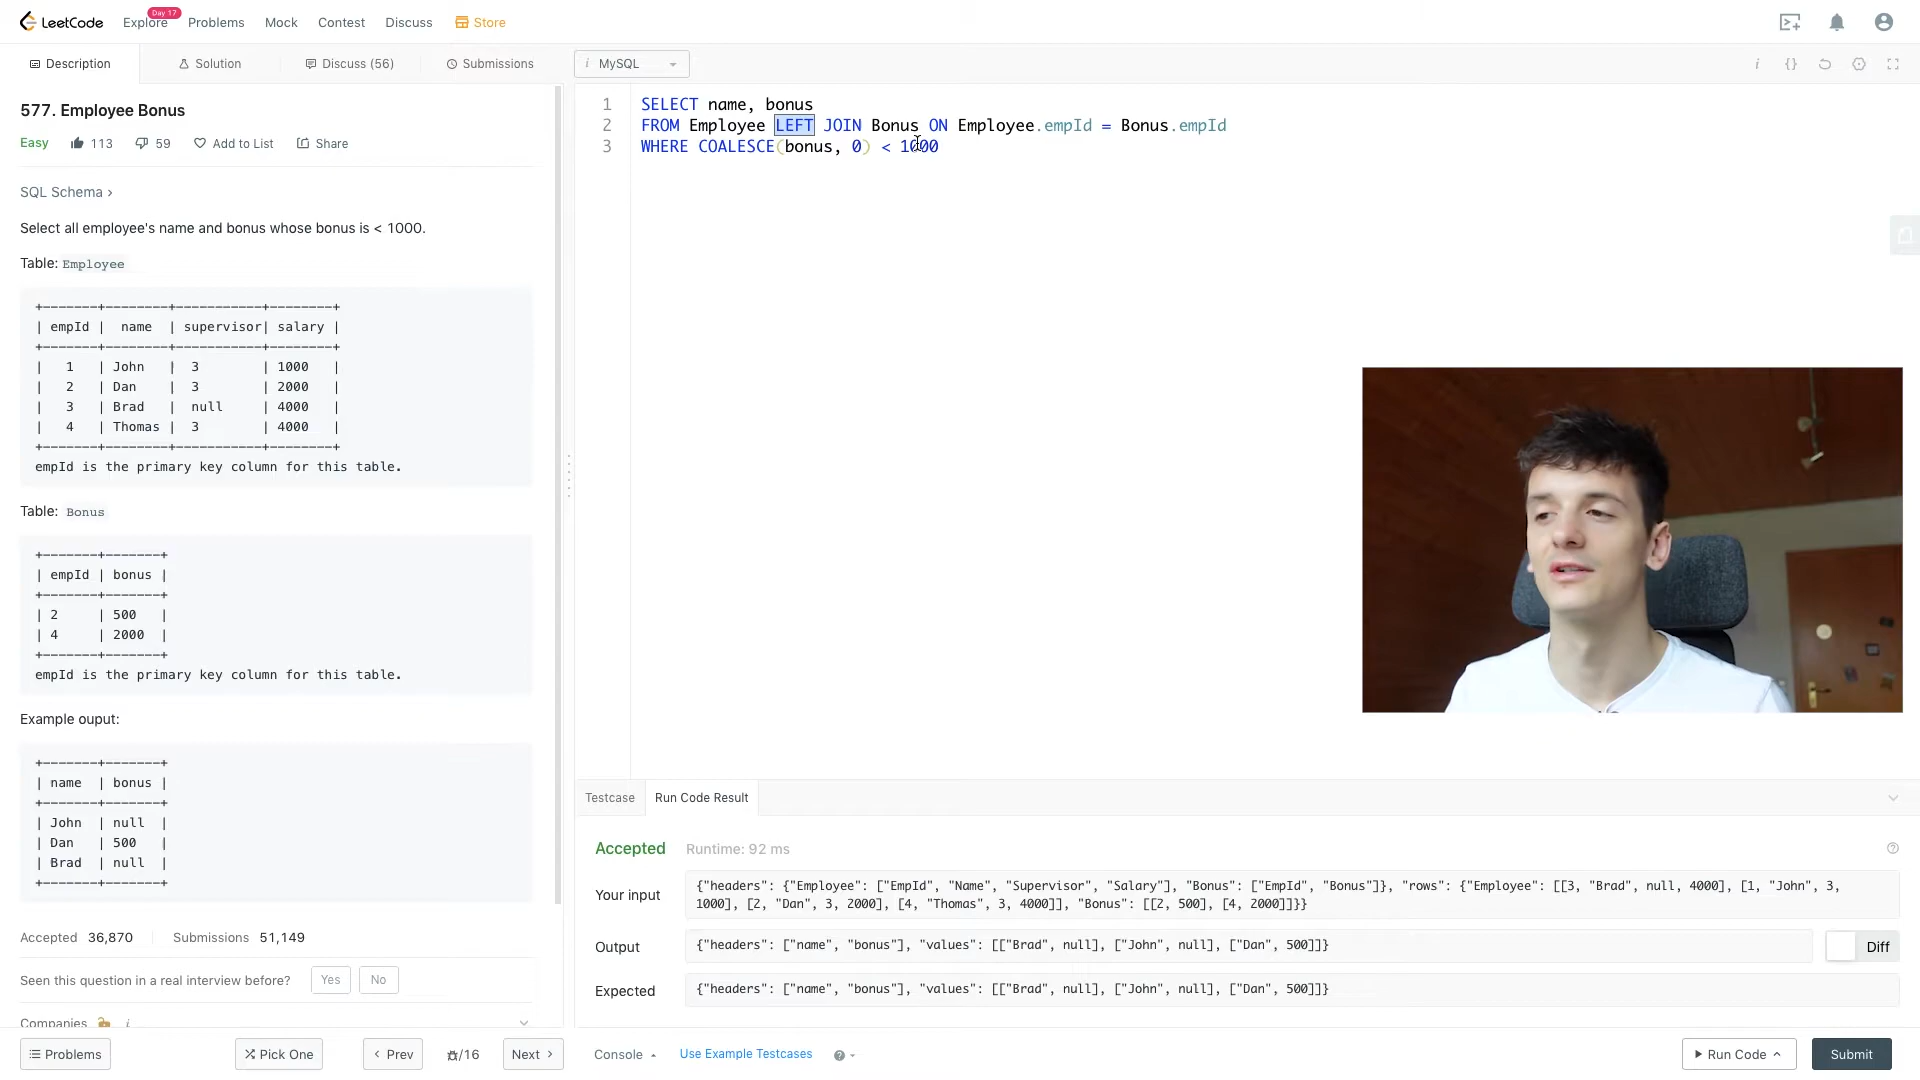 LeetCode Explore Day 17 Problems Mock Contest Discuss Store
Description Solution Discuss (56) Submissions
i MySQL
577. Employee Bonus
Easy 113 59 Add to List Share
SQL Schema ›
Select all employee's name and bonus whose bonus is < 1000.
Table: Employee
+-------+--------+-----------+--------+
| empId | name | supervisor| salary |
+-------+--------+-----------+--------+
| 1 | John | 3 | 1000 |
| 2 | Dan | 3 | 2000 |
| 3 | Brad | null | 4000 |
| 4 | Thomas | 3 | 4000 |
+-------+--------+-----------+--------+
empId is the primary key column for this table.
Table: Bonus
+-------+-------+
| empId | bonus |
+-------+-------+
| 2 | 500 |
| 4 | 2000 |
+-------+-------+
empId is the primary key column for this table.
Example ouput:
+-------+-------+
| name | bonus |
+-------+-------+
| John | null |
| Dan | 500 |
| Brad | null |
+-------+-------+
Accepted 36,870 Submissions 51,149
Seen this question in a real interview before? Yes No
Companies i
Problems Pick One ‹ Prev /16 Next ›
1 SELECT name, bonus
2 FROM Employee LEFT JOIN Bonus ON Employee.empId = Bonus.empId
3 WHERE COALESCE(bonus, 0) < 1000
i {}
Testcase Run Code Result
Accepted Runtime: 92 ms
Your input
{"headers": {"Employee": ["EmpId", "Name", "Supervisor", "Salary"], "Bonus": ["EmpId", "Bonus"]}, "rows": {"Employee": [[3, "Brad", null, 4000], [1, "John", 3,
1000], [2, "Dan", 3, 2000], [4, "Thomas", 3, 4000]], "Bonus": [[2, 500], [4, 2000]]}}
Output {"headers": ["name", "bonus"], "values": [["Brad", null], ["John", null], ["Dan", 500]]} Diff
Expected {"headers": ["name", "bonus"], "values": [["Brad", null], ["John", null], ["Dan", 500]]}
Console Use Example Testcases ? Run Code Submit